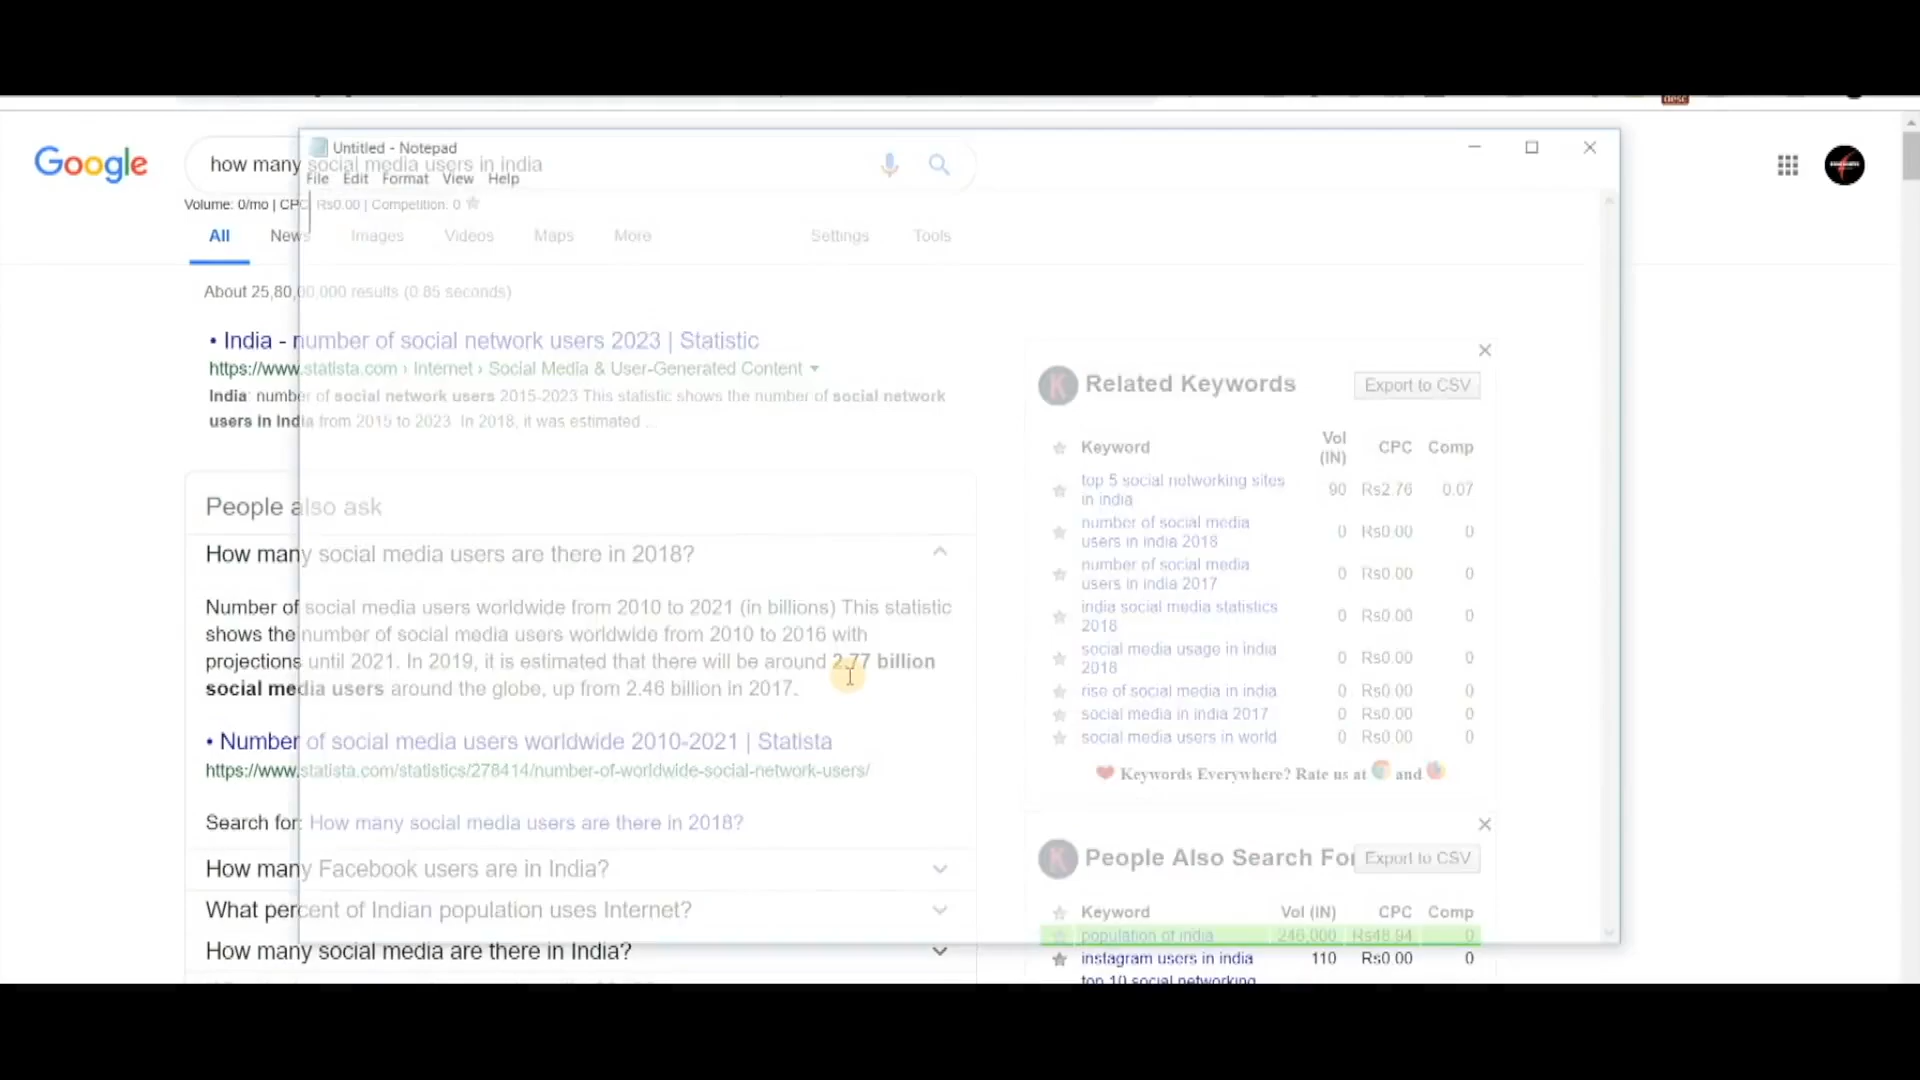 Untitled - Notepad
Google
how many social media users in india
File Edit Format View Help
Volume: 0/mo | CPC: Rs0.00 | Competition: 0
All News Images Videos Maps More Settings Tools
About 25,80,00,000 results (0.85 seconds)
• India - number of social network users 2023 | Statistic
https://www.statista.com › Internet › Social Media & User-Generated Content
India: number of social network users 2015-2023 This statistic shows the number of social network
users in India from 2015 to 2023. In 2018, it was estimated ...
People also ask
How many social media users are there in 2018?
Number of social media users worldwide from 2010 to 2021 (in billions) This statistic
shows the number of social media users worldwide from 2010 to 2016 with
projections until 2021. In 2019, it is estimated that there will be around 2.77 billion
social media users around the globe, up from 2.46 billion in 2017.
• Number of social media users worldwide 2010-2021 | Statista
https://www.statista.com/statistics/278414/number-of-worldwide-social-network-users/
Search for: How many social media users are there in 2018?
How many Facebook users are in India?
What percent of Indian population uses Internet?
How many social media are there in India?
K Related Keywords Export to CSV
Keyword Vol (IN) CPC Comp
top 5 social networking sites in india 90 Rs2.76 0.07
number of social media users in india 2018 0 Rs0.00 0
number of social media users in india 2017 0 Rs0.00 0
india social media statistics 2018 0 Rs0.00 0
social media usage in india 2018 0 Rs0.00 0
rise of social media in india 0 Rs0.00 0
social media in india 2017 0 Rs0.00 0
social media users in world 0 Rs0.00 0
Keywords Everywhere? Rate us at and
K People Also Search For Export to CSV
Keyword Vol (IN) CPC Comp
population of india 246,000 Rs48.94 0
instagram users in india 110 Rs0.00 0
top 10 social networking